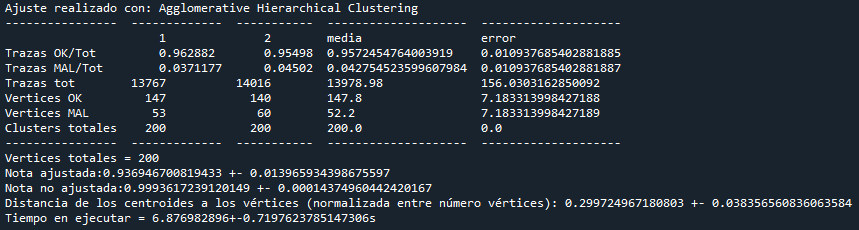 Ajuste realizado con: Agglomerative Hierarchical Clustering
---------------- ------------ ----------- -------------------- --------------------
1 2 media error
Trazas OK/Tot 0.962882 0.95498 0.9572454764003919 0.010937685402881885
Trazas MAL/Tot 0.0371177 0.04502 0.042754523599607984 0.010937685402881887
Trazas tot 13767 14016 13978.98 156.0303162850092
Vertices OK 147 140 147.8 7.183313998427188
Vertices MAL 53 60 52.2 7.183313998427189
Clusters totales 200 200 200.0 0.0
---------------- ------------ ----------- -------------------- --------------------
Vertices totales = 200
Nota ajustada:0.936946700819433 +- 0.013965934398675597
Nota no ajustada:0.9993617239120149 +- 0.00014374960442420167
Distancia de los centroides a los vértices (normalizada entre número vértices): 0.299724967180803 +- 0.038356560836063584
Tiempo en ejecutar = 6.876982896+-0.7197623785147306s